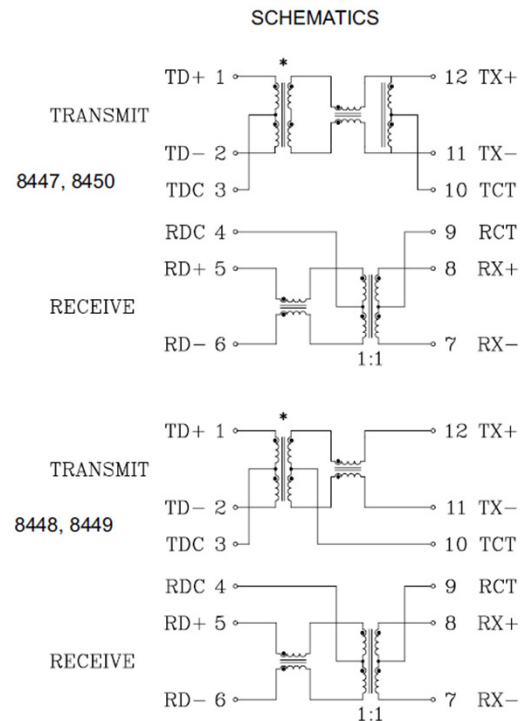 SCHEMATICS
*
TD+ 1 12 TX+
TRANSMIT
TD− 2 11 TX−
8447, 8450
TDC 3 10 TCT
RDC 4 9 RCT
RD+ 5 8 RX+
RECEIVE
RD− 6 7 RX−
1:1
*
TD+ 1 12 TX+
TRANSMIT
TD− 2 11 TX−
8448, 8449
TDC 3 10 TCT
RDC 4 9 RCT
RD+ 5 8 RX+
RECEIVE
RD− 6 7 RX−
1:1